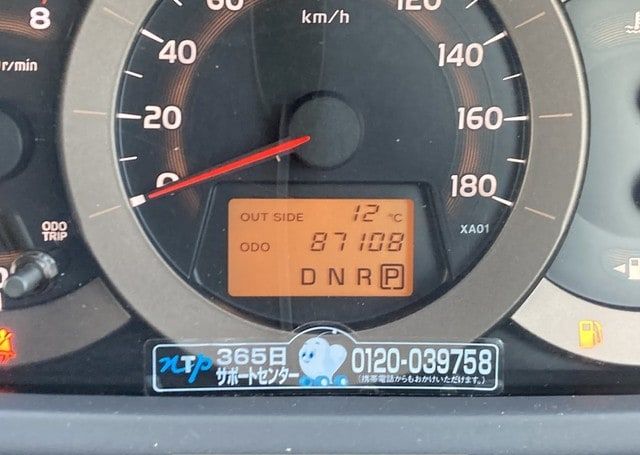 8
r/min
km/h
60
120
40
140
20
160
0
180
XA01
ODO
TRIP
OUT SIDE 12 °C
ODO 87108
D N R P
NTP
365日
サポートセンター
0120-039758
(携帯電話からもおかけいただけます。)